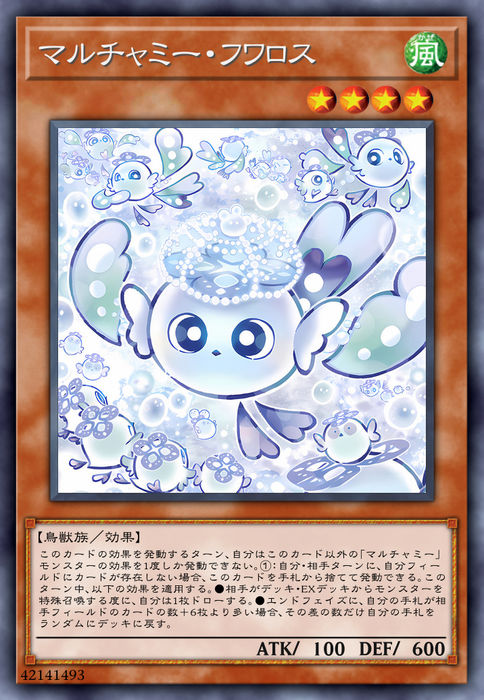 マルチャミー・フワロス
かぜ
風
【鳥獣族／効果】
このカードの効果を発動するターン、自分はこのカード以外の「マルチャミー」
モンスターの効果を1度しか発動できない。①：自分・相手ターンに、自分フィー
ルドにカードが存在しない場合、このカードを手札から捨てて発動できる。この
ターン中、以下の効果を適用する。●相手がデッキ・EXデッキからモンスターを
特殊召喚する度に、自分は1枚ドローする。●エンドフェイズに、自分の手札が相
手フィールドのカードの数＋6枚より多い場合、その差の数だけ自分の手札を
ランダムにデッキに戻す。
ATK/ 100 DEF/ 600
42141493